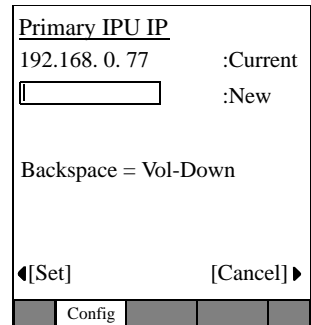 Primary IPU IP
192.168. 0. 77 :Current
:New
Backspace = Vol-Down
[Set] [Cancel]
Config